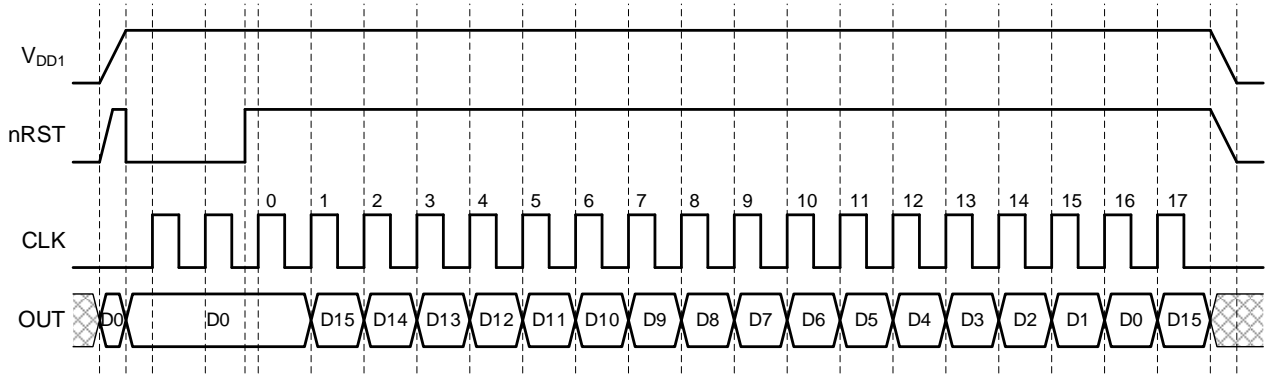 VDD1
nRST
0 1 2 3 4 5 6 7 8 9 10 11 12 13 14 15 16 17
CLK
OUT D0 D0 D15 D14 D13 D12 D11 D10 D9 D8 D7 D6 D5 D4 D3 D2 D1 D0 D15